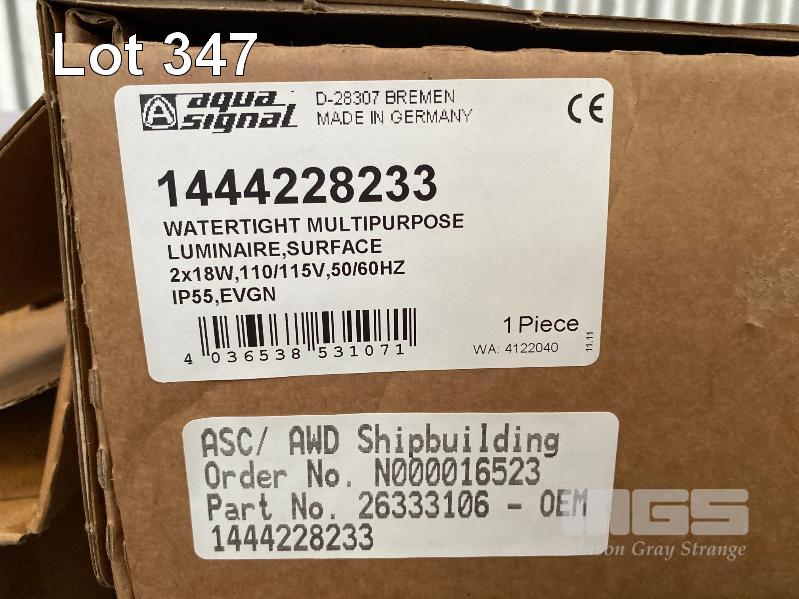 Lot 347
aqua signal
D-28307 BREMEN
MADE IN GERMANY
CE
1444228233
WATERTIGHT MULTIPURPOSE
LUMINAIRE,SURFACE
2x18W,110/115V,50/60HZ
IP55,EVGN
4 036538 531071
1 Piece
WA: 4122040
11.11
ASC/ AWD Shipbuilding
Order No. N000016523
Part No. 26333106 - OEM
1444228233
MGS
Mason Gray Strange